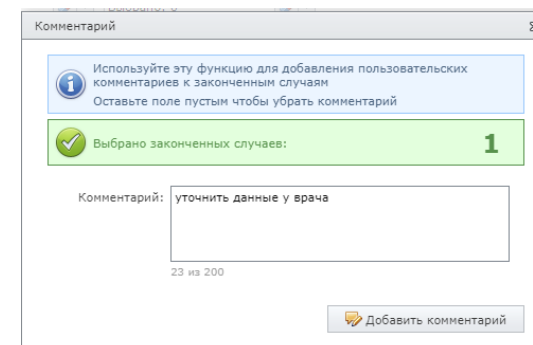 Комментарий
Используйте эту функцию для добавления пользовательских
комментариев к законченным случаям
Оставьте поле пустым чтобы убрать комментарий
Выбрано законченных случаев: 1
Комментарий: уточнить данные у врача
23 из 200
Добавить комментарий